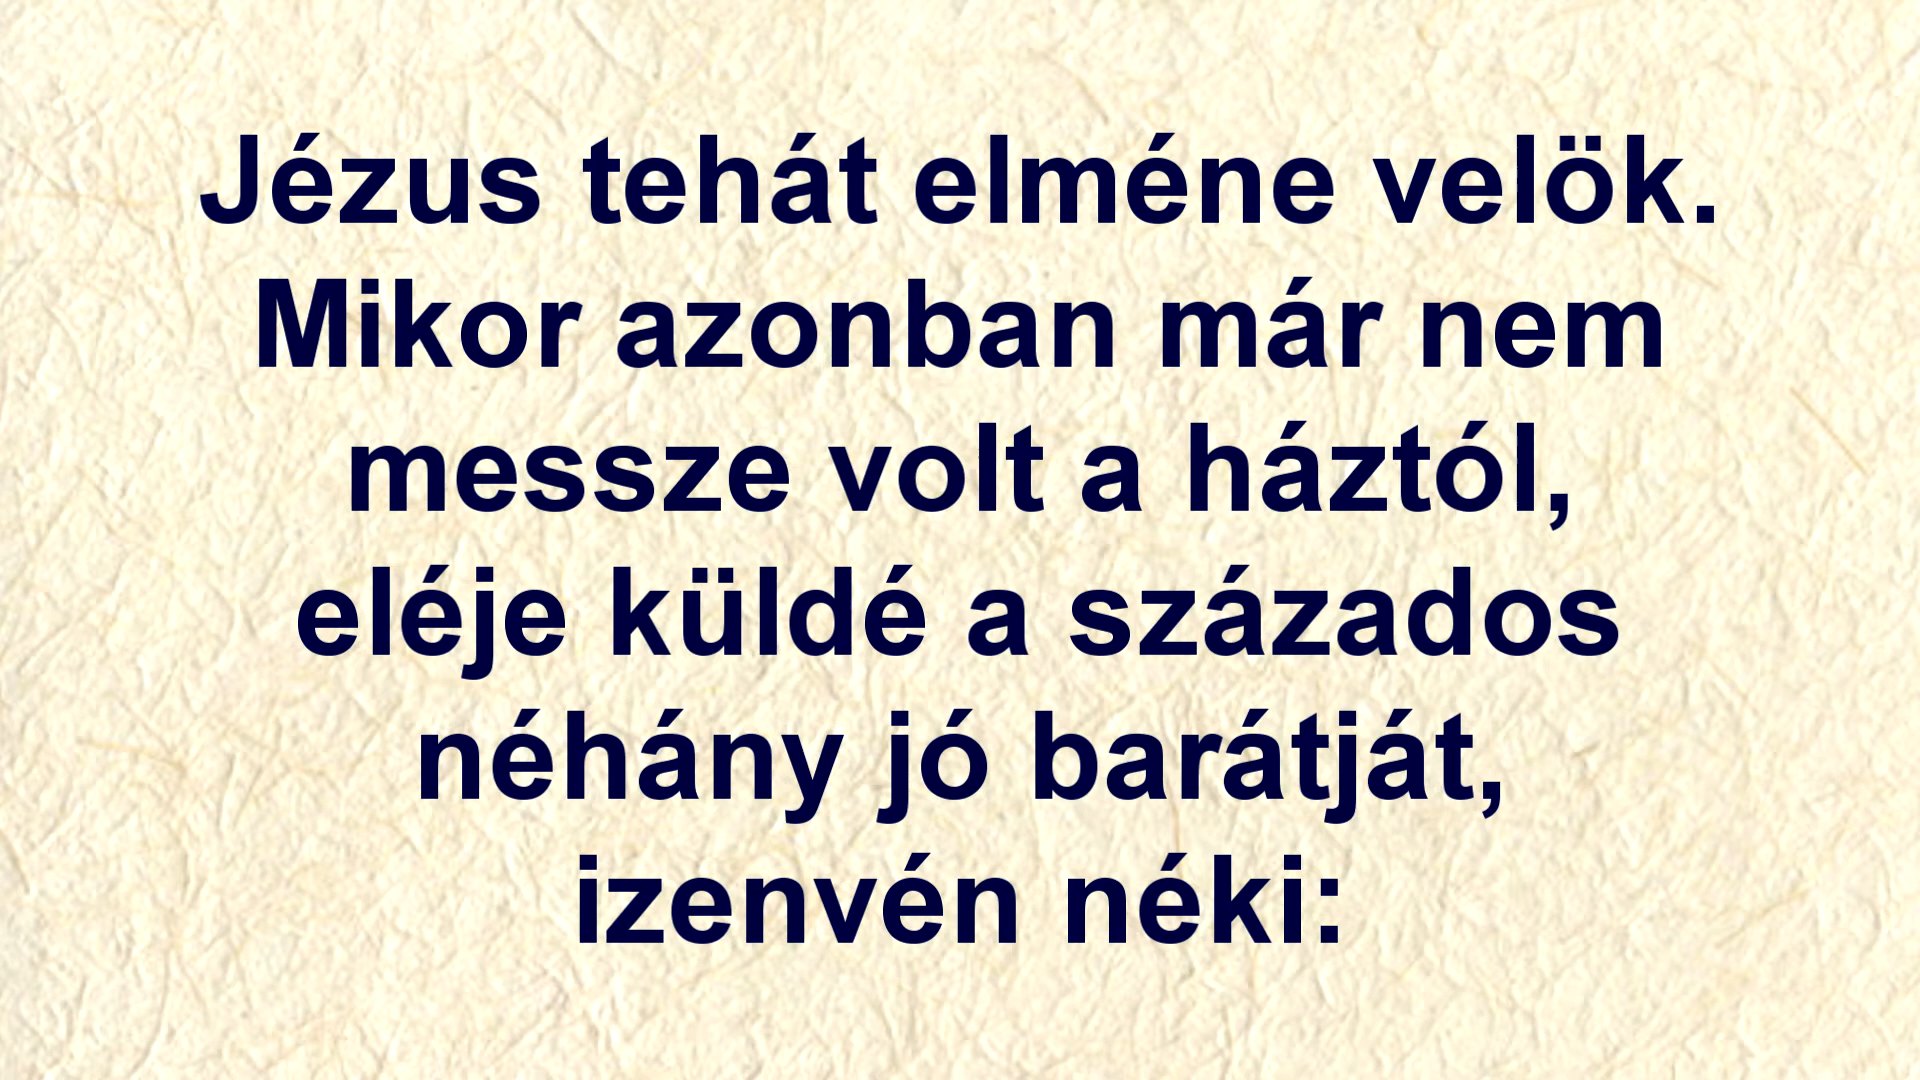 Jézus tehát elméne velök.
Mikor azonban már nem
messze volt a háztól,
eléje küldé a százados
néhány jó barátját,
izenvén néki: